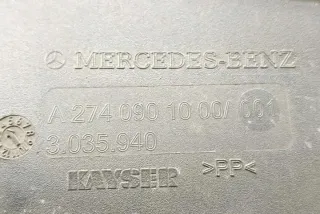 MERCEDES-BENZ
A 274 090 10 00/ 001
3.035.940
KAYSER >PP<